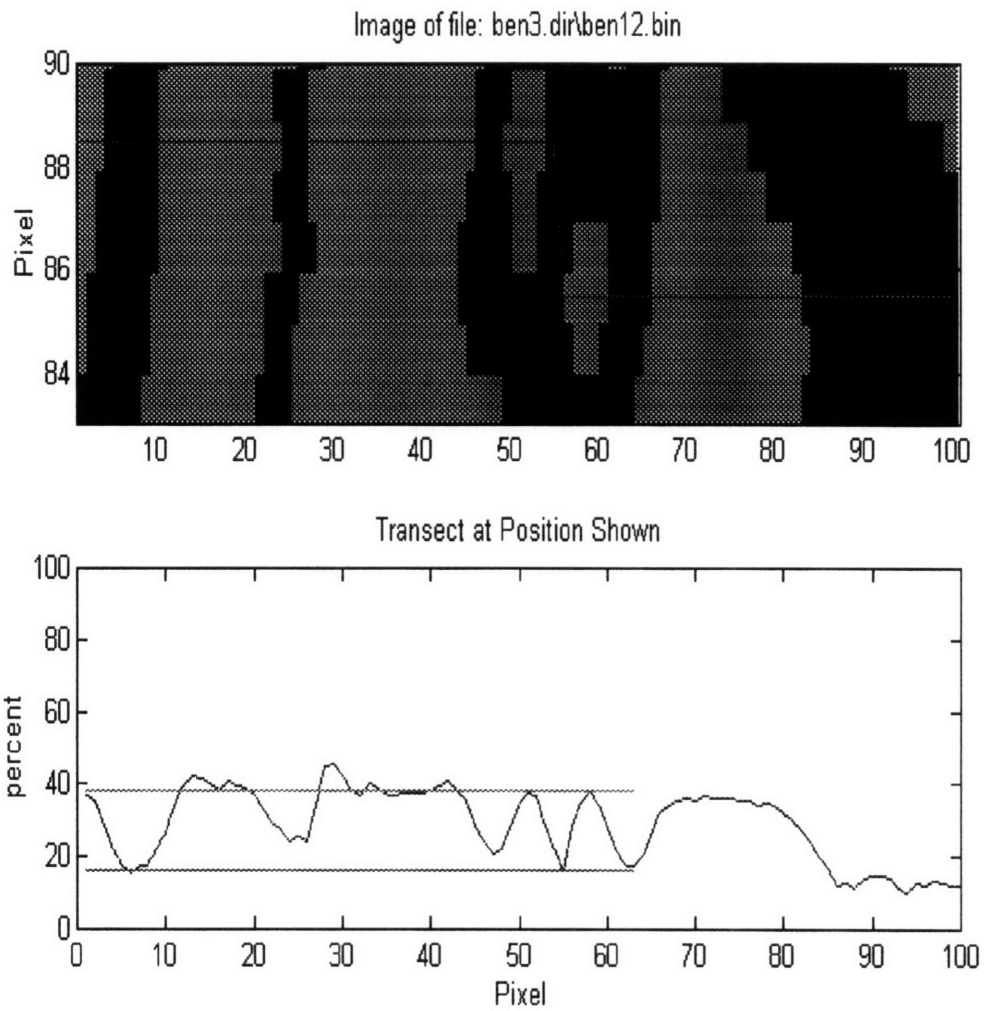 Image of file: ben3.dir\ben12.bin
90
88
86
84
Pixel
10 20 30 40 50 60 70 80 90 100
Transect at Position Shown
100
80
60
40
20
0
percent
0 10 20 30 40 50 60 70 80 90 100
Pixel